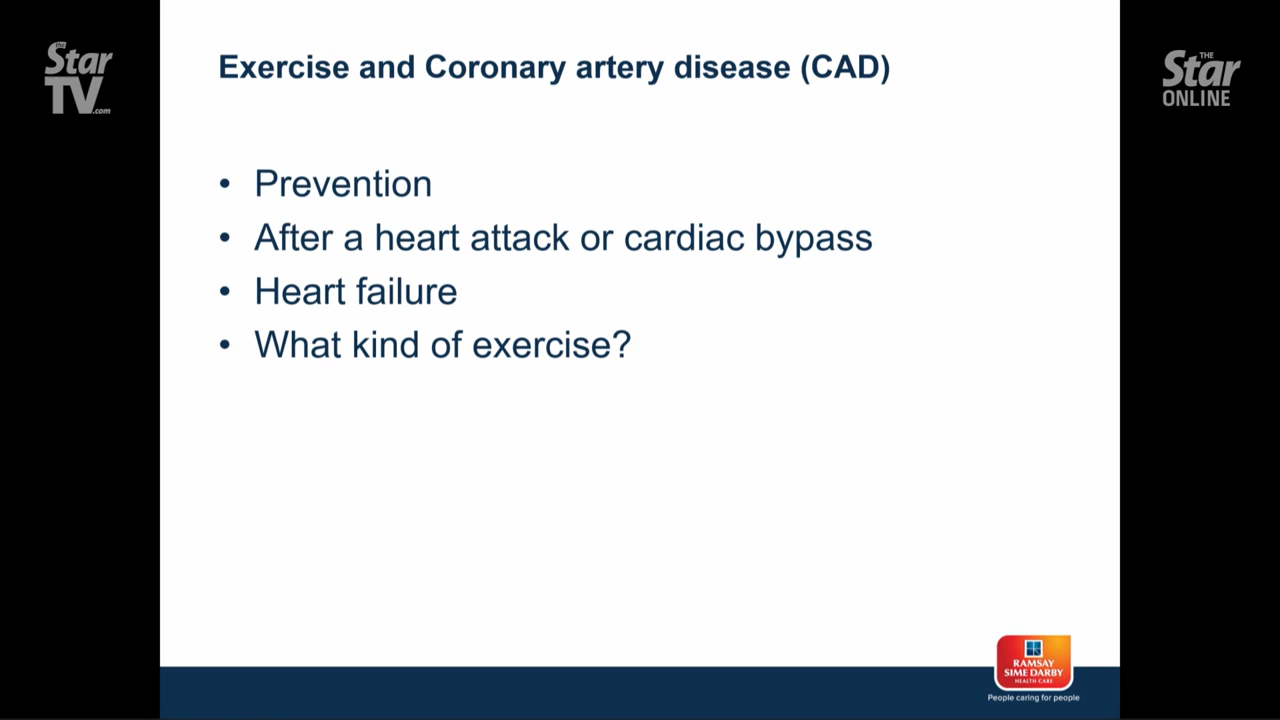 THE
Star
TV.com
THE
Star
ONLINE
Exercise and Coronary artery disease (CAD)
• Prevention
• After a heart attack or cardiac bypass
• Heart failure
• What kind of exercise?
RAMSAY
SIME DARBY
HEALTH CARE
People caring for people